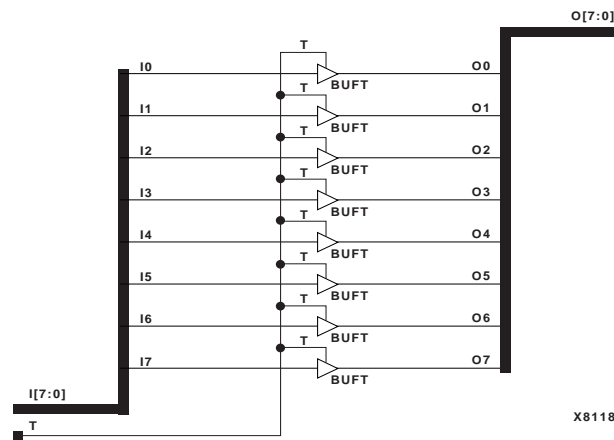 O[7:0]
T
I0 O0
BUFT
T
I1 O1
BUFT
T
I2 O2
BUFT
T
I3 O3
BUFT
T
I4 O4
BUFT
T
I5 O5
BUFT
T
I6 O6
BUFT
T
I7 O7
BUFT
I[7:0]
X8118
T